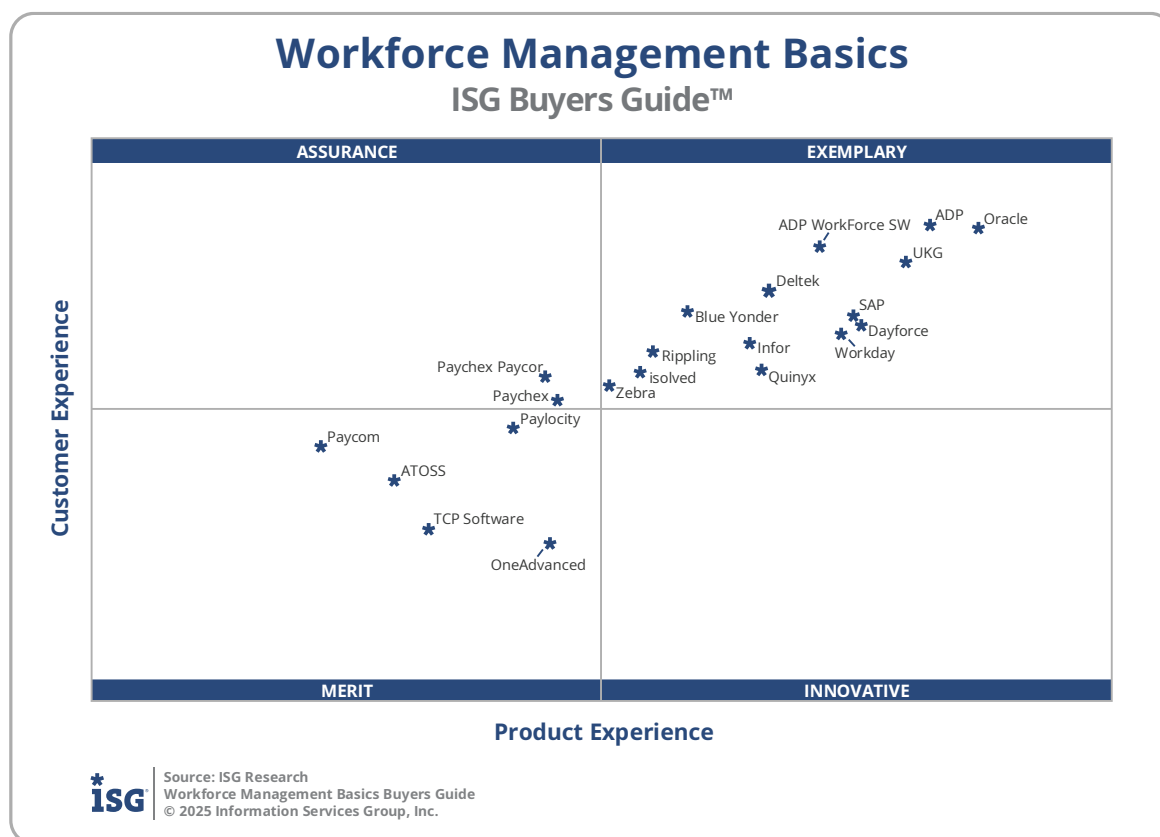 Workforce Management Basics
ISG Buyers Guide™
ASSURANCE
EXEMPLARY
ADP
Oracle
ADP WorkForce SW
UKG
Deltek
SAP
Blue Yonder
Dayforce
Infor
Workday
Rippling
Paychex Paycor
isolved
Quinyx
Zebra
Paychex
Paylocity
Paycom
ATOSS
TCP Software
OneAdvanced
Customer Experience
MERIT
INNOVATIVE
Product Experience
ISG
Source: ISG Research
Workforce Management Basics Buyers Guide
© 2025 Information Services Group, Inc.